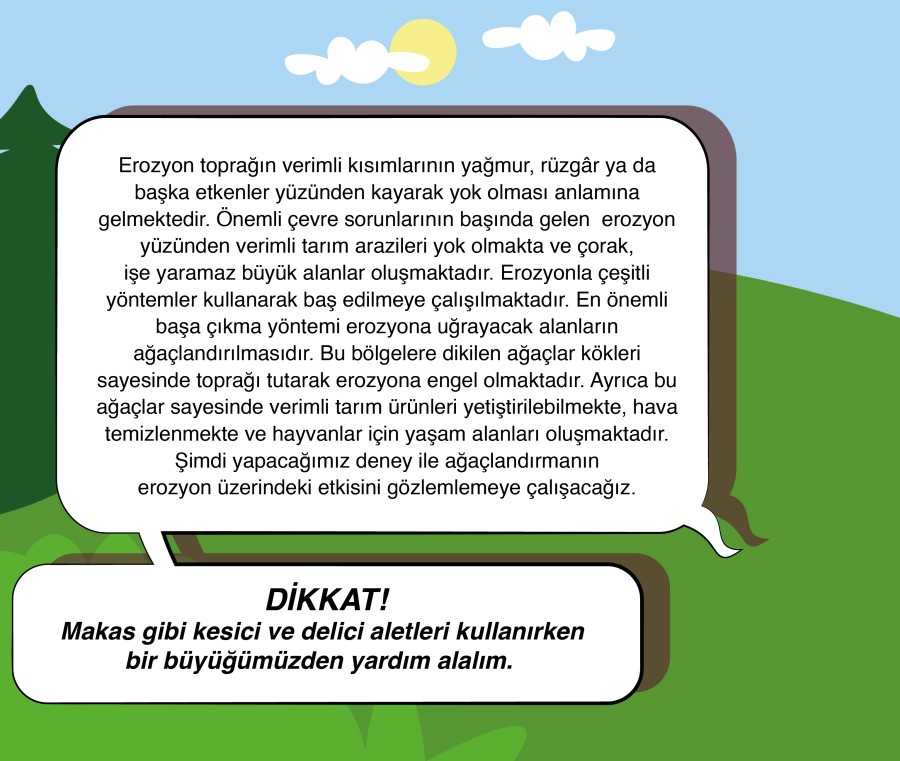 Erozyon toprağın verimli kısımlarının yağmur, rüzgâr ya da
başka etkenler yüzünden kayarak yok olması anlamına
gelmektedir. Önemli çevre sorunlarının başında gelen  erozyon
yüzünden verimli tarım arazileri yok olmakta ve çorak,
işe yaramaz büyük alanlar oluşmaktadır. Erozyonla çeşitli
yöntemler kullanarak baş edilmeye çalışılmaktadır. En önemli
başa çıkma yöntemi erozyona uğrayacak alanların
ağaçlandırılmasıdır. Bu bölgelere dikilen ağaçlar kökleri
sayesinde toprağı tutarak erozyona engel olmaktadır. Ayrıca bu
ağaçlar sayesinde verimli tarım ürünleri yetiştirilebilmekte, hava
temizlenmekte ve hayvanlar için yaşam alanları oluşmaktadır.
Şimdi yapacağımız deney ile ağaçlandırmanın
erozyon üzerindeki etkisini gözlemlemeye çalışacağız.
DİKKAT!
Makas gibi kesici ve delici aletleri kullanırken
bir büyüğümüzden yardım alalım.